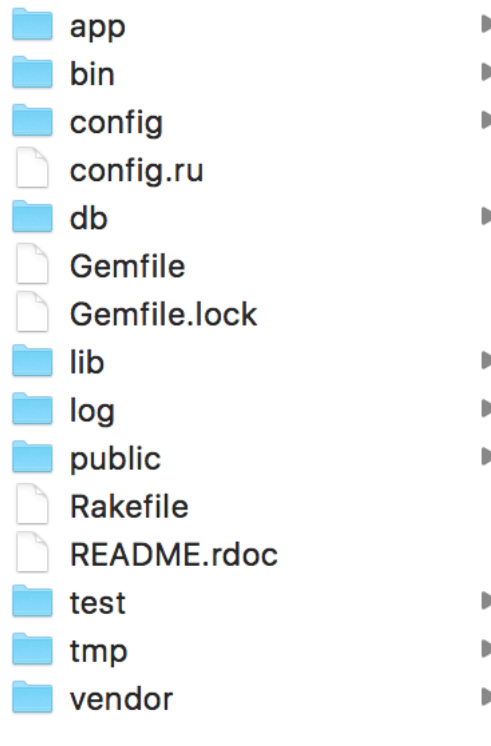 app
bin
config
config.ru
db
Gemfile
Gemfile.lock
lib
log
public
Rakefile
README.rdoc
test
tmp
vendor